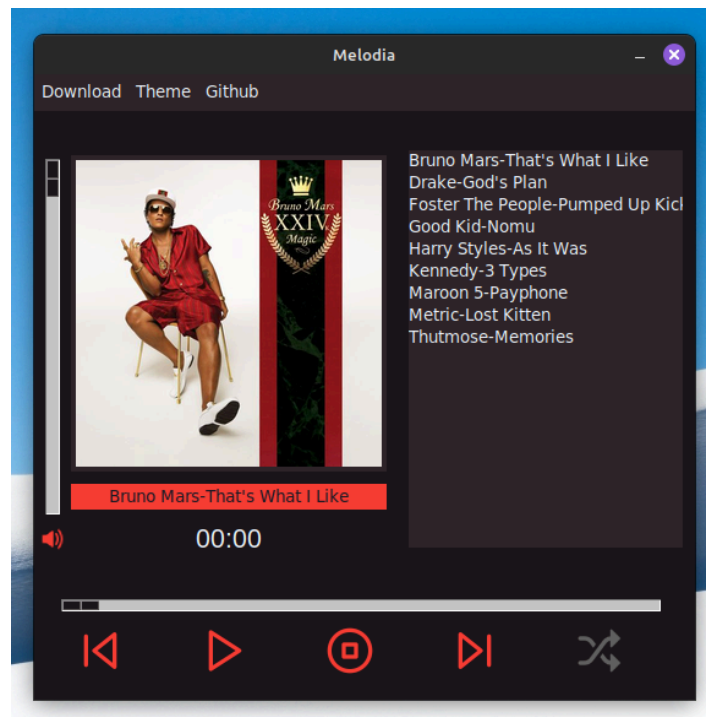 Melodia
Download Theme Github
Bruno Mars
XXIV
Magic
Bruno Mars-That's What I Like
00:00
Bruno Mars-That's What I Like
Drake-God's Plan
Foster The People-Pumped Up Kick
Good Kid-Nomu
Harry Styles-As It Was
Kennedy-3 Types
Maroon 5-Payphone
Metric-Lost Kitten
Thutmose-Memories